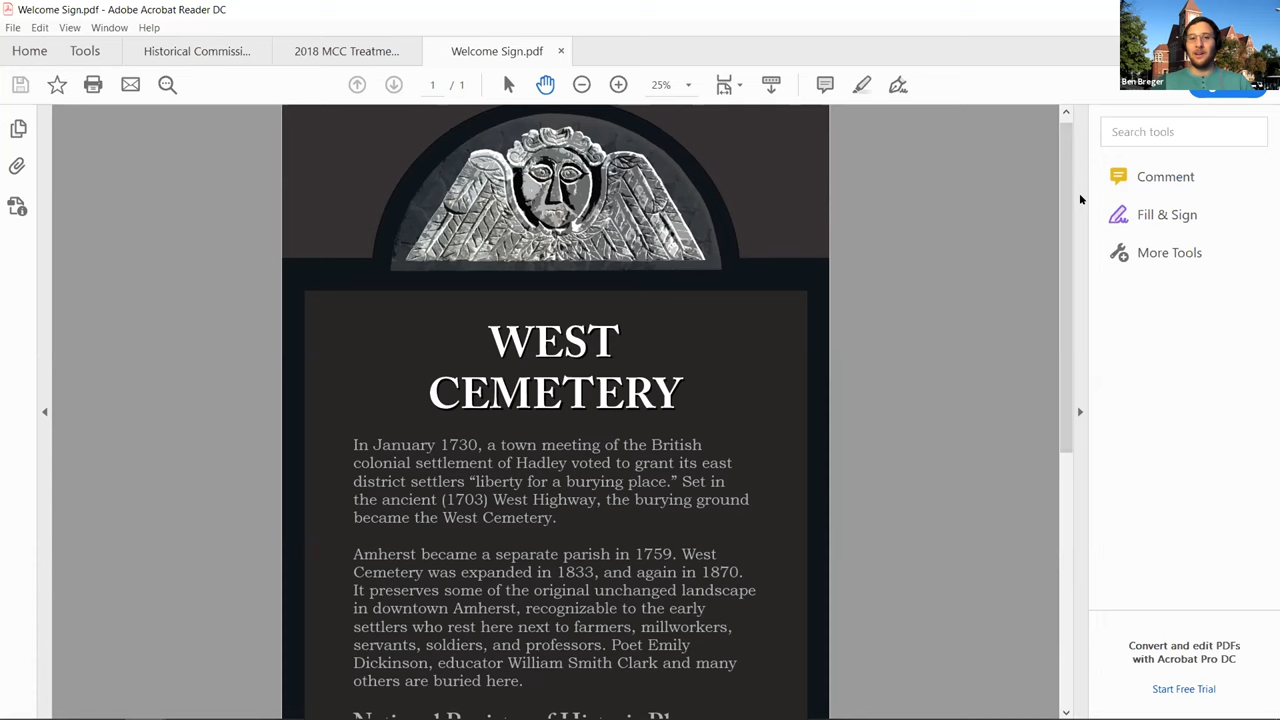 Welcome Sign.pdf - Adobe Acrobat Reader DC
File Edit View Window Help
Home Tools Historical Commissi... 2018 MCC Treatme... Welcome Sign.pdf ×
1 / 1 25%
Ben Breger
Search tools
Comment
Fill & Sign
More Tools
WEST
CEMETERY
In January 1730, a town meeting of the British
colonial settlement of Hadley voted to grant its east
district settlers “liberty for a burying place.” Set in
the ancient (1703) West Highway, the burying ground
became the West Cemetery.
Amherst became a separate parish in 1759. West
Cemetery was expanded in 1833, and again in 1870.
It preserves some of the original unchanged landscape
in downtown Amherst, recognizable to the early
settlers who rest here next to farmers, millworkers,
servants, soldiers, and professors. Poet Emily
Dickinson, educator William Smith Clark and many
others are buried here.
Convert and edit PDFs
with Acrobat Pro DC
Start Free Trial